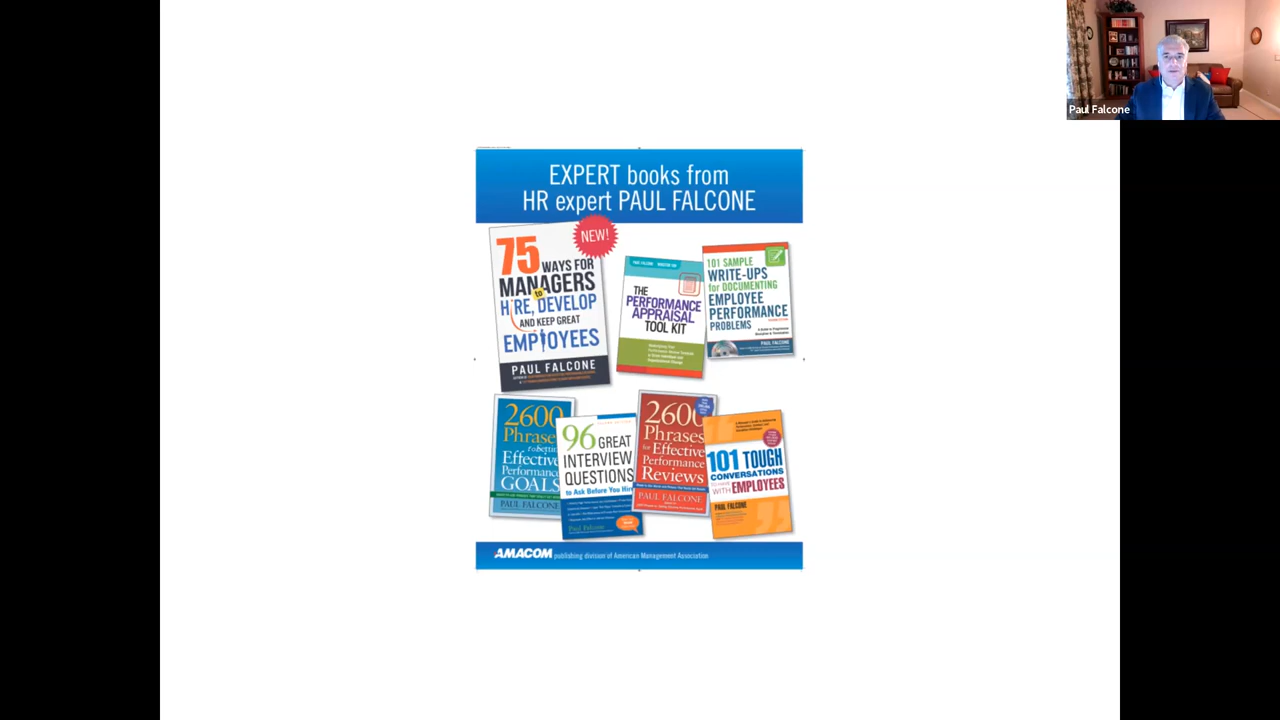 Paul Falcone
EXPERT books from
HR expert PAUL FALCONE
NEW!
75 WAYS FOR
MANAGERS
to
HIRE, DEVELOP
AND KEEP GREAT
EMPLOYEES
PAUL FALCONE
PAUL FALCONE
THE
PERFORMANCE
APPRAISAL
TOOL KIT
101 SAMPLE
WRITE-UPS
for DOCUMENTING
EMPLOYEE
PERFORMANCE
PROBLEMS
PAUL FALCONE
2600
Phrases
Effective
Performance
GOALS
PAUL FALCONE
96 GREAT
INTERVIEW
QUESTIONS
to Ask Before You Hire
Paul Falcone
2600
Phrases
for Effective
Performance
Reviews
PAUL FALCONE
101 TOUGH
CONVERSATIONS
WITH EMPLOYEES
PAUL FALCONE
AMACOM publishing division of American Management Association